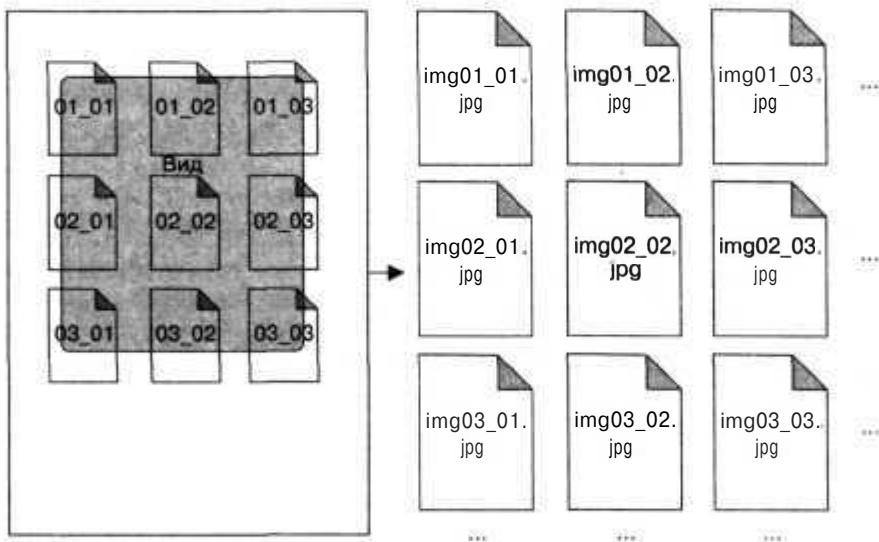 01_01 01_02 01_03
Вид
02_01 02_02 02_03
03_01 03_02 03_03
img01_01. img01_02. img01_03. ...
jpg jpg jpg
img02_01. img02_02. img02_03. ...
jpg jpg jpg
img03_01. img03_02. img03_03. ...
jpg jpg jpg
... ... ...